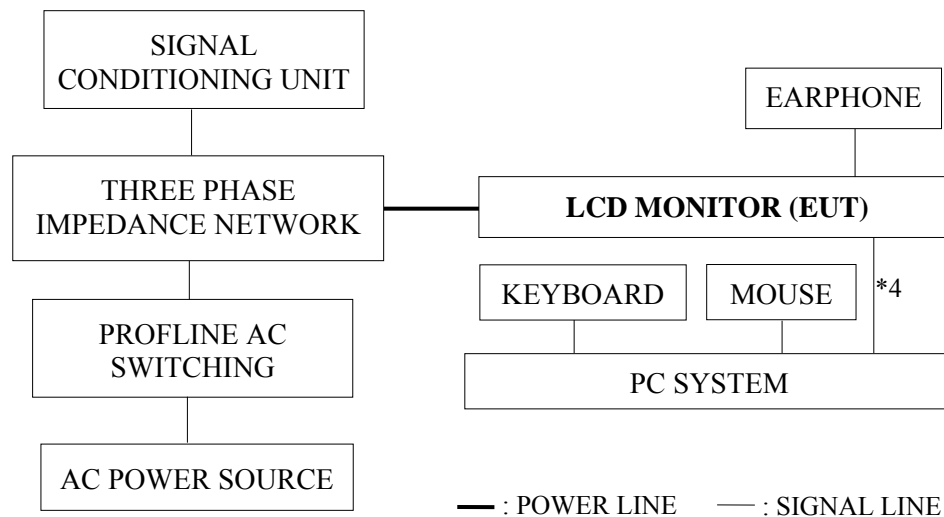 SIGNAL
CONDITIONING UNIT
EARPHONE
THREE PHASE
IMPEDANCE NETWORK
LCD MONITOR (EUT)
KEYBOARD
MOUSE
*4
PROFLINE AC
SWITCHING
PC SYSTEM
AC POWER SOURCE
: POWER LINE
: SIGNAL LINE